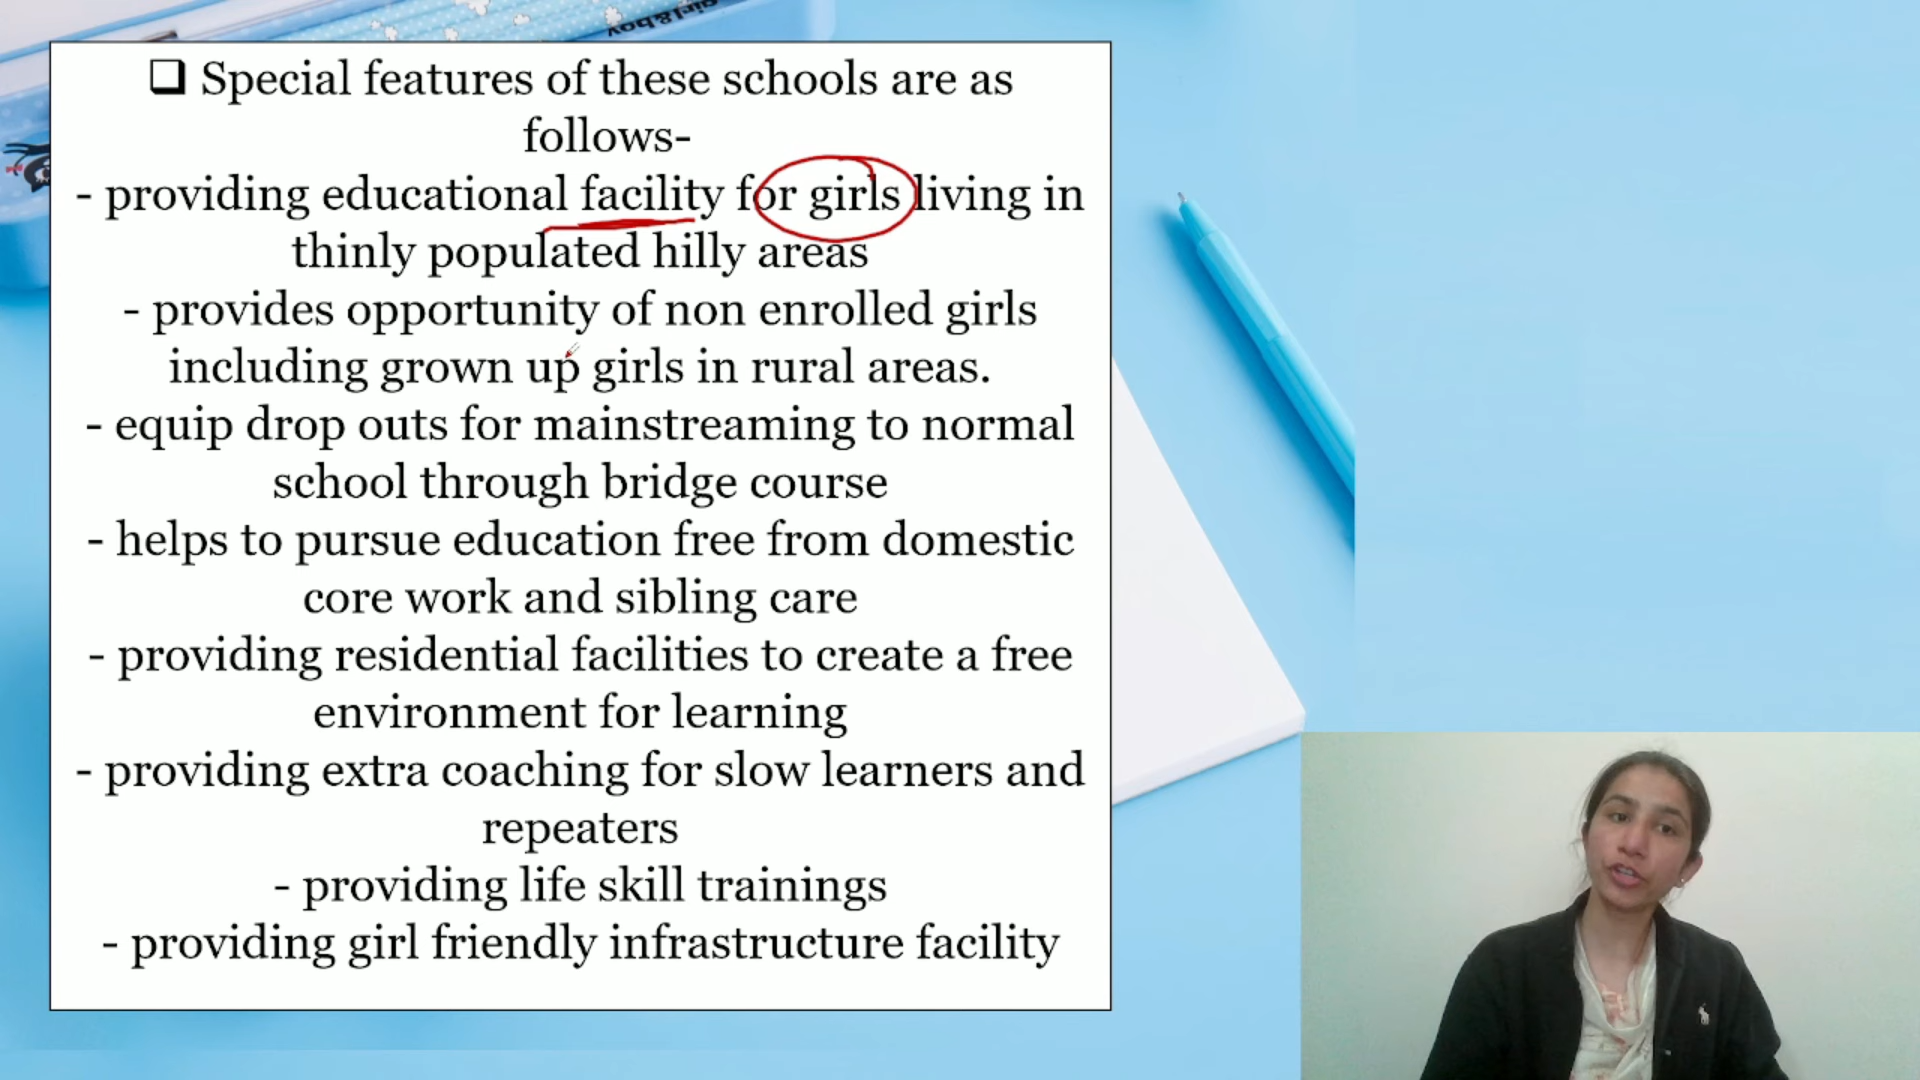 girl&boy
❑ Special features of these schools are as
follows-
- providing educational facility for girls living in
thinly populated hilly areas
- provides opportunity of non enrolled girls
including grown up girls in rural areas.
- equip drop outs for mainstreaming to normal
school through bridge course
- helps to pursue education free from domestic
core work and sibling care
- providing residential facilities to create a free
environment for learning
- providing extra coaching for slow learners and
repeaters
- providing life skill trainings
- providing girl friendly infrastructure facility